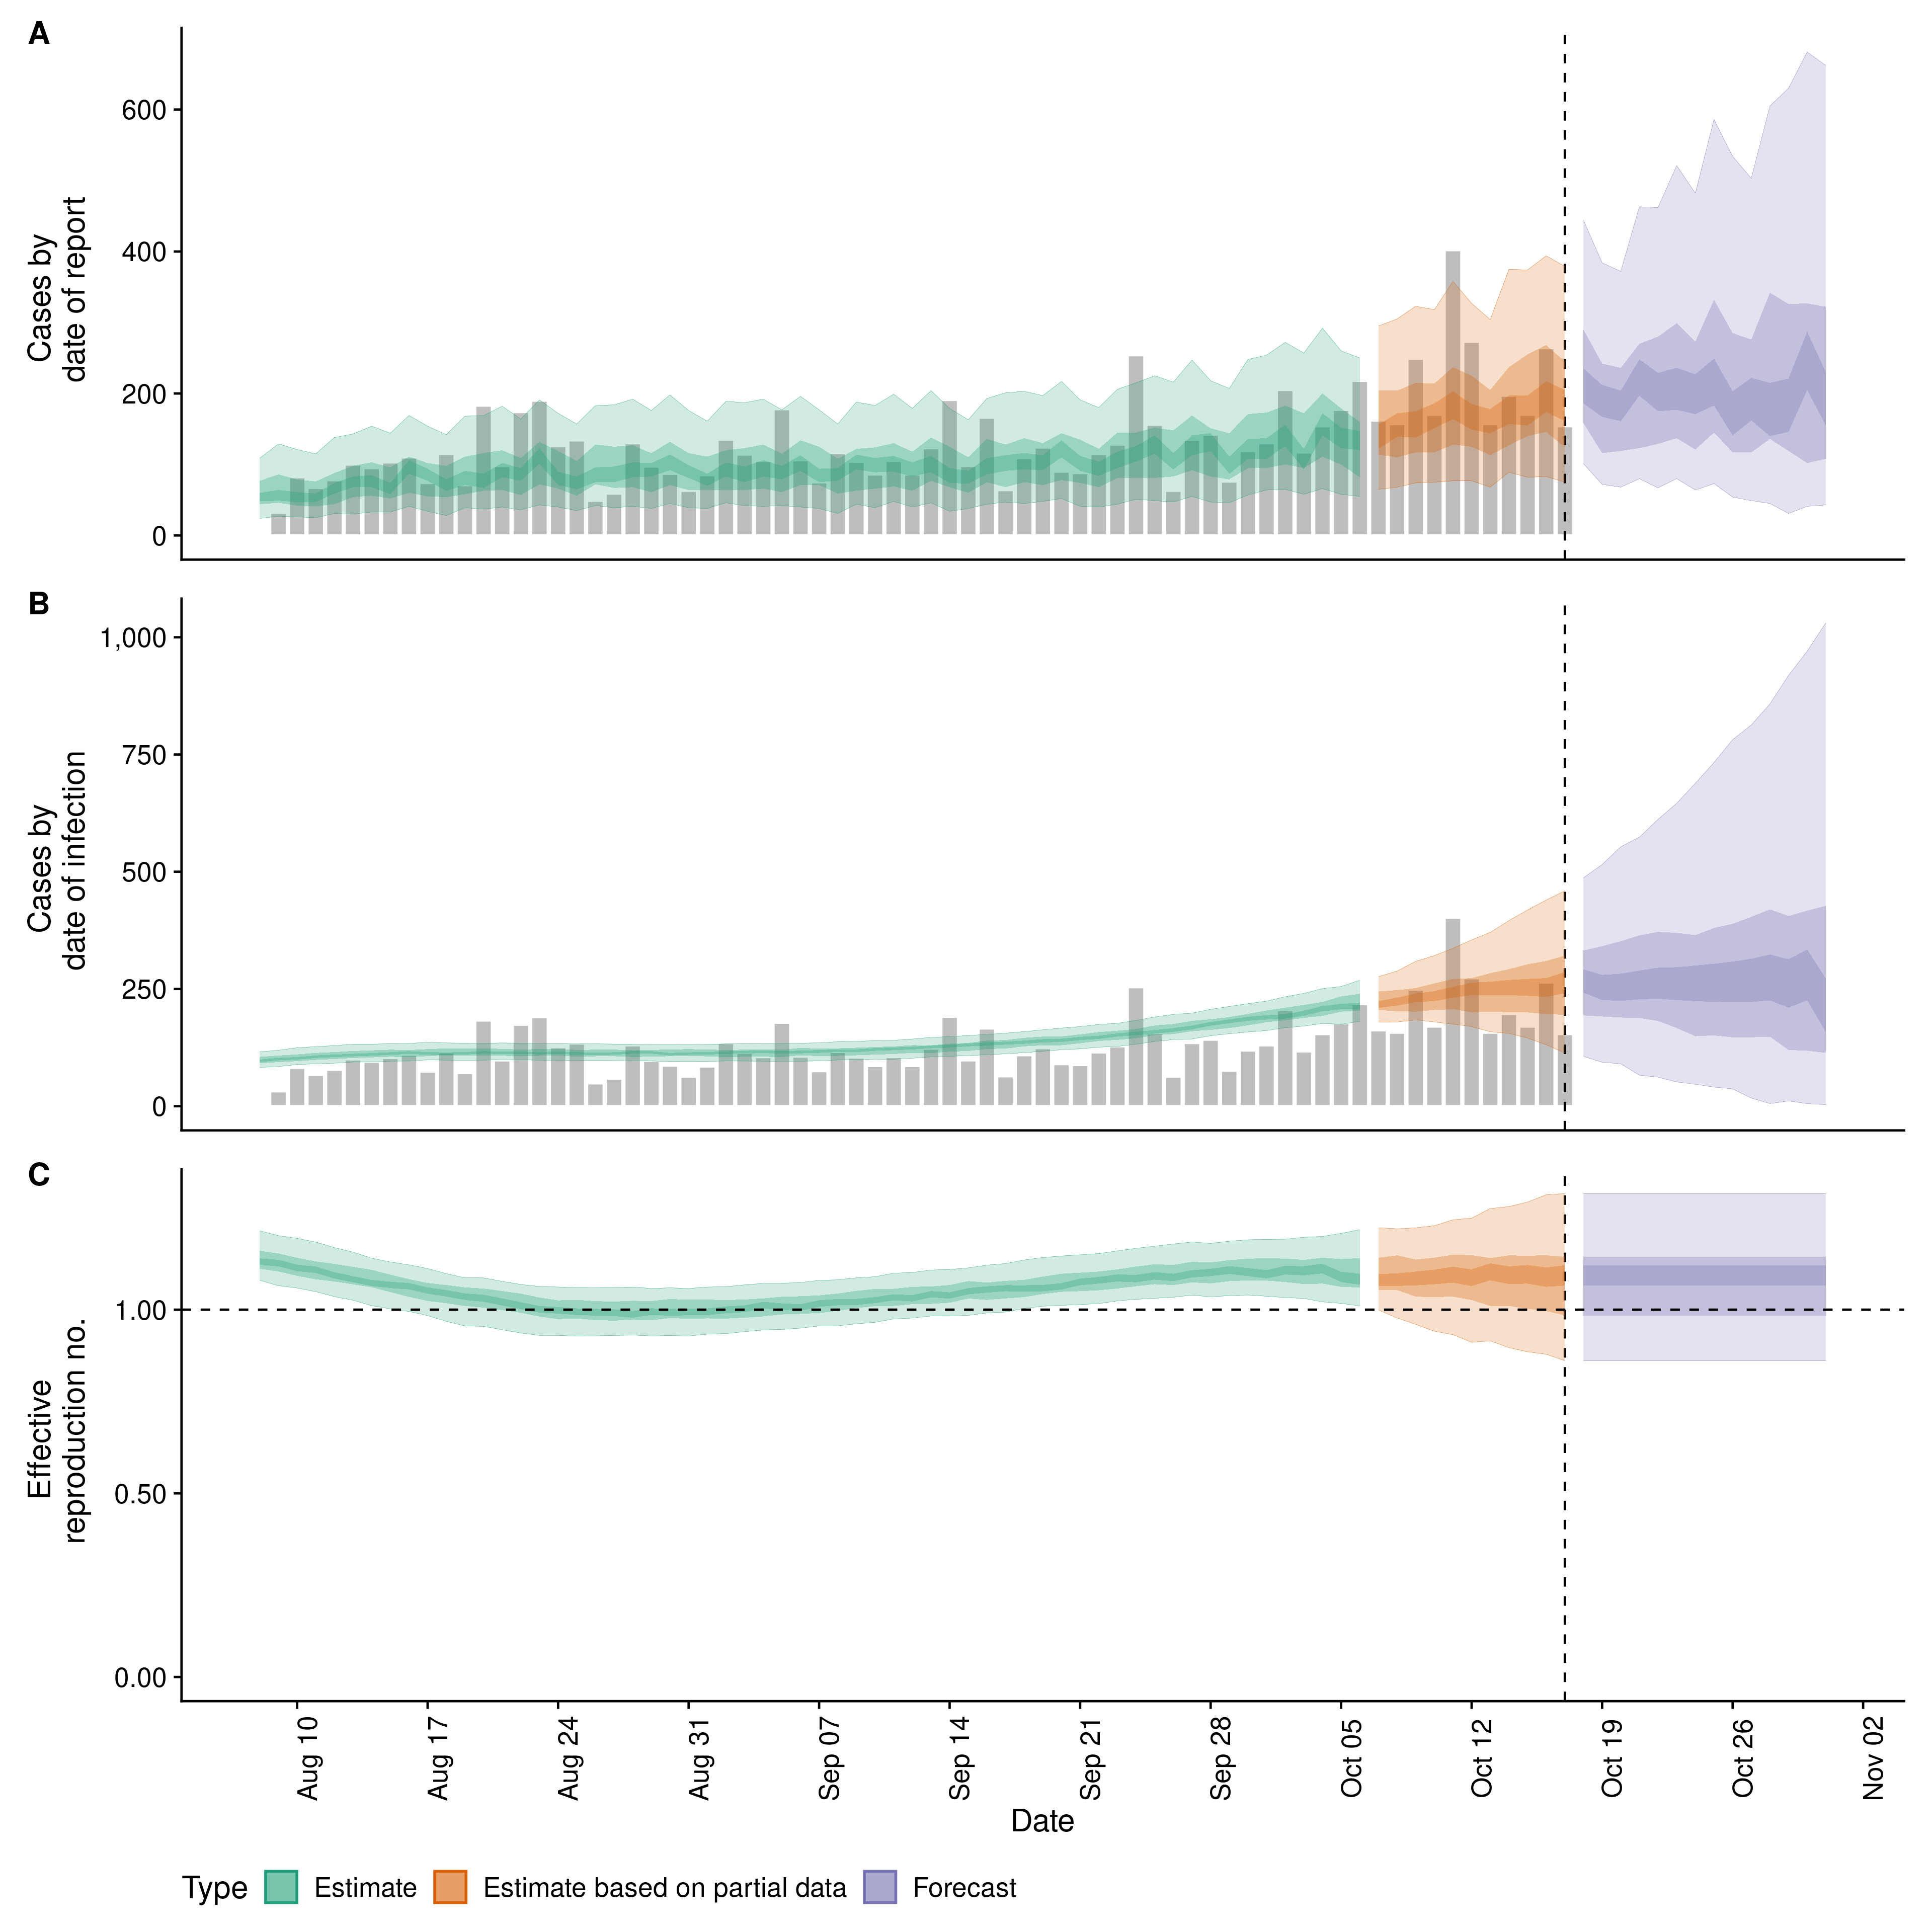 A
600
400
200
0
Cases by
date of report
B
1,000
750
500
250
0
Cases by
date of infection
C
1.00
0.50
0.00
Effective
reproduction no.
Aug 10
Aug 17
Aug 24
Aug 31
Sep 07
Sep 14
Sep 21
Sep 28
Oct 05
Oct 12
Oct 19
Oct 26
Nov 02
Date
Type Estimate Estimate based on partial data Forecast